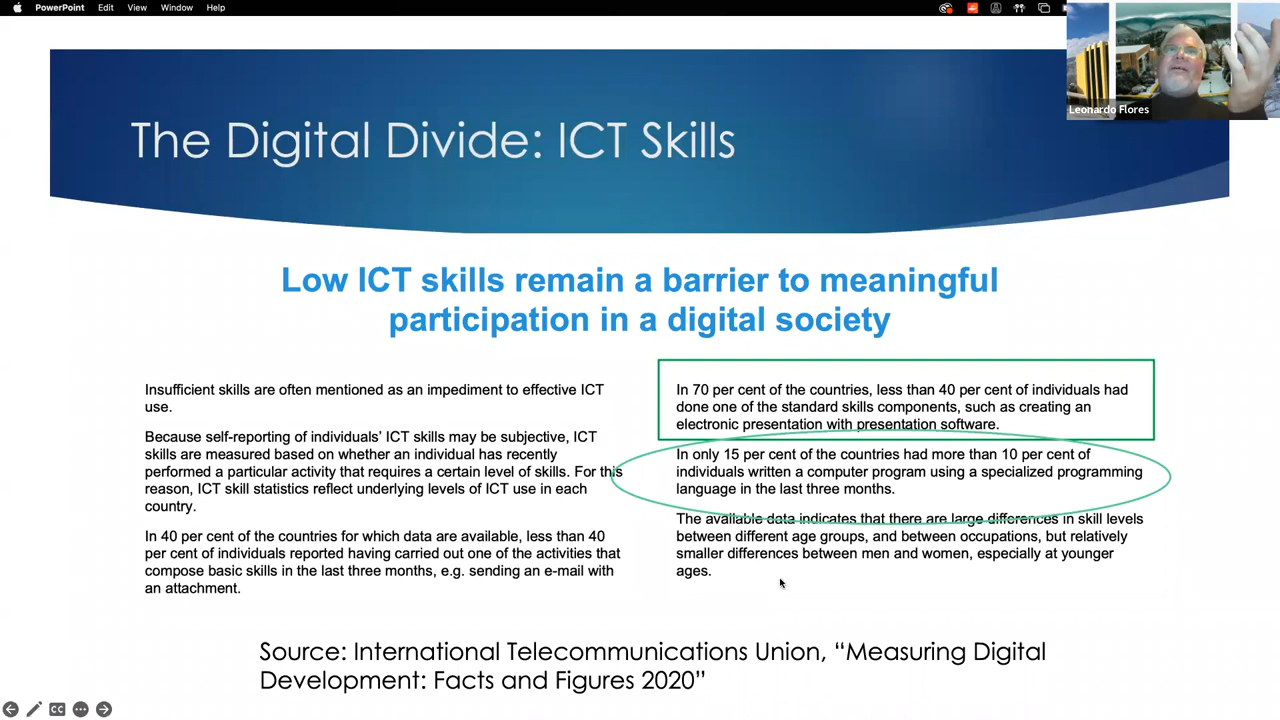 PowerPoint Edit View Window Help
Leonardo Flores
The Digital Divide: ICT Skills
Low ICT skills remain a barrier to meaningful
participation in a digital society
Insufficient skills are often mentioned as an impediment to effective ICT
use.
Because self-reporting of individuals’ ICT skills may be subjective, ICT
skills are measured based on whether an individual has recently
performed a particular activity that requires a certain level of skills. For this
reason, ICT skill statistics reflect underlying levels of ICT use in each
country.
In 40 per cent of the countries for which data are available, less than 40
per cent of individuals reported having carried out one of the activities that
compose basic skills in the last three months, e.g. sending an e-mail with
an attachment.
In 70 per cent of the countries, less than 40 per cent of individuals had
done one of the standard skills components, such as creating an
electronic presentation with presentation software.
In only 15 per cent of the countries had more than 10 per cent of
individuals written a computer program using a specialized programming
language in the last three months.
The available data indicates that there are large differences in skill levels
between different age groups, and between occupations, but relatively
smaller differences between men and women, especially at younger
ages.
Source: International Telecommunications Union, “Measuring Digital
Development: Facts and Figures 2020”
CC